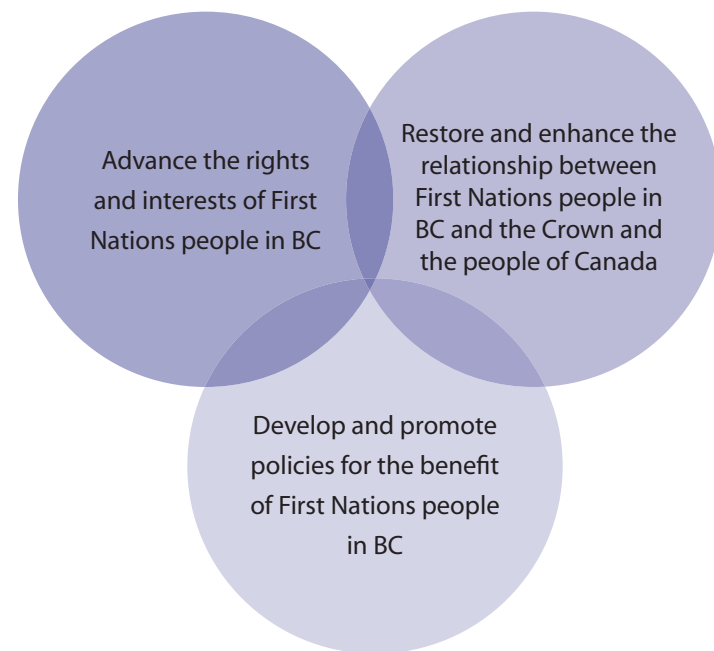 Advance the rights
and interests of First
Nations people in BC
Restore and enhance the
relationship between
First Nations people in
BC and the Crown and
the people of Canada
Develop and promote
policies for the benefit
of First Nations people
in BC